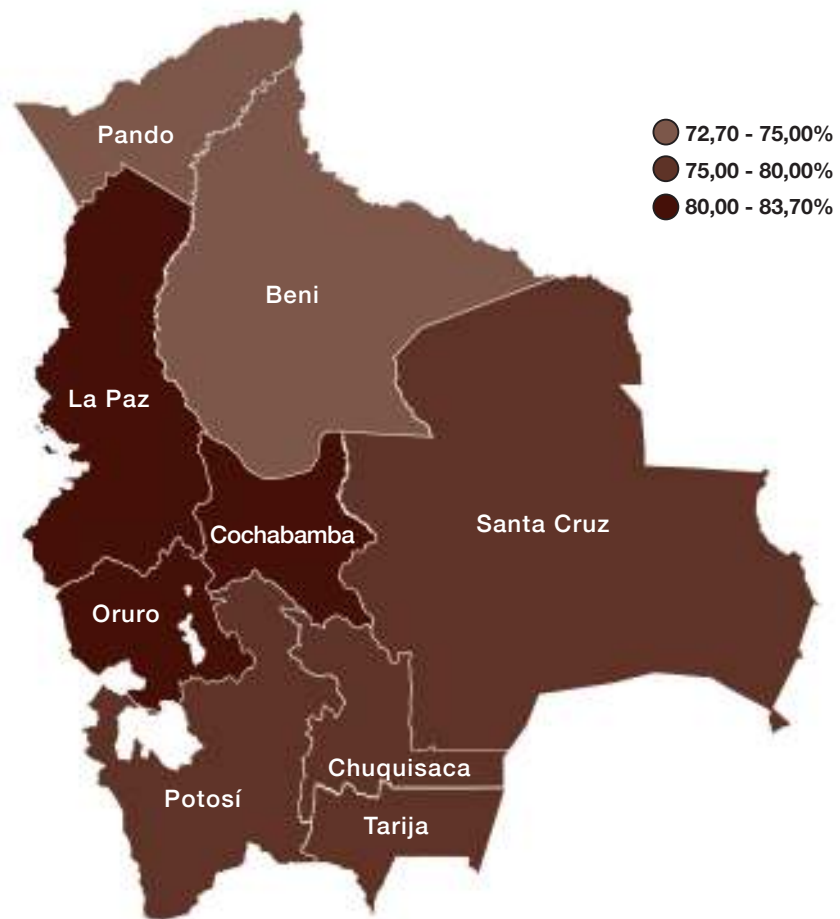 Pando
72,70 - 75,00%
75,00 - 80,00%
80,00 - 83,70%
Beni
La Paz
Santa Cruz
Cochabamba
Oruro
Chuquisaca
Potosí
Tarija